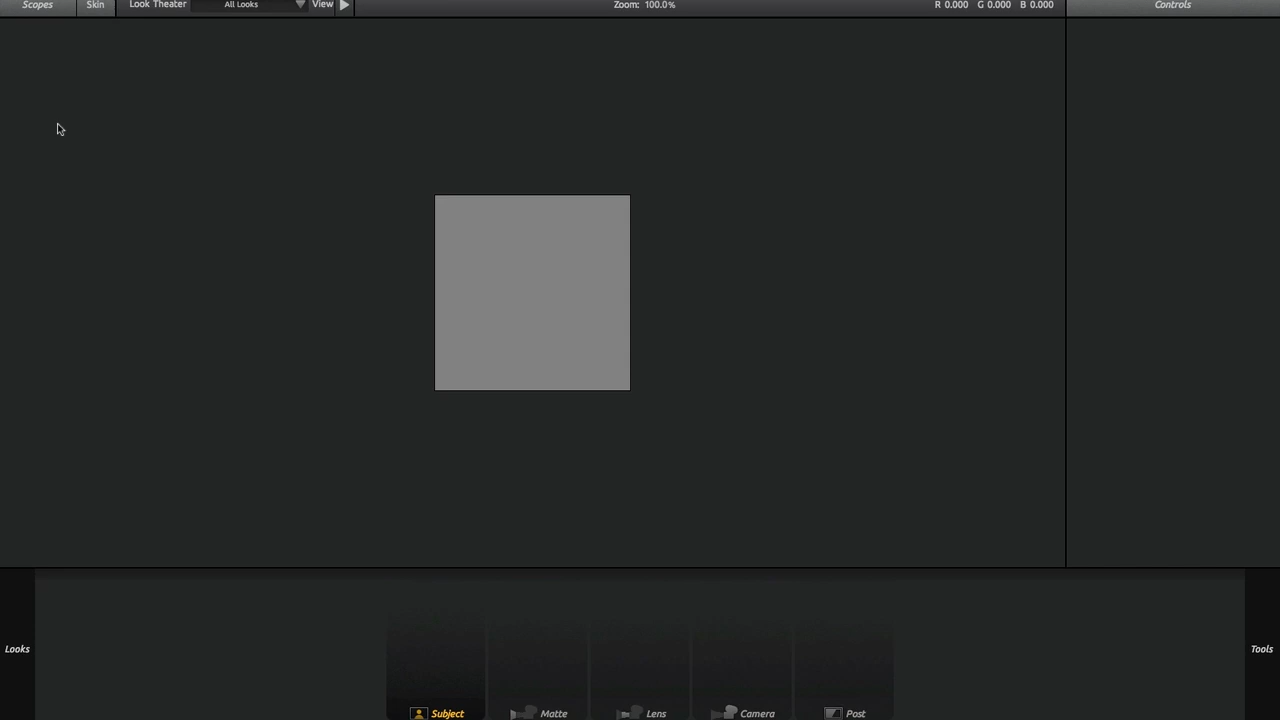 Scopes Skin Look Theater All Looks View Zoom: 100.0% R 0.000 G 0.000 B 0.000 Controls
Looks Tools
Subject Matte Lens Camera Post